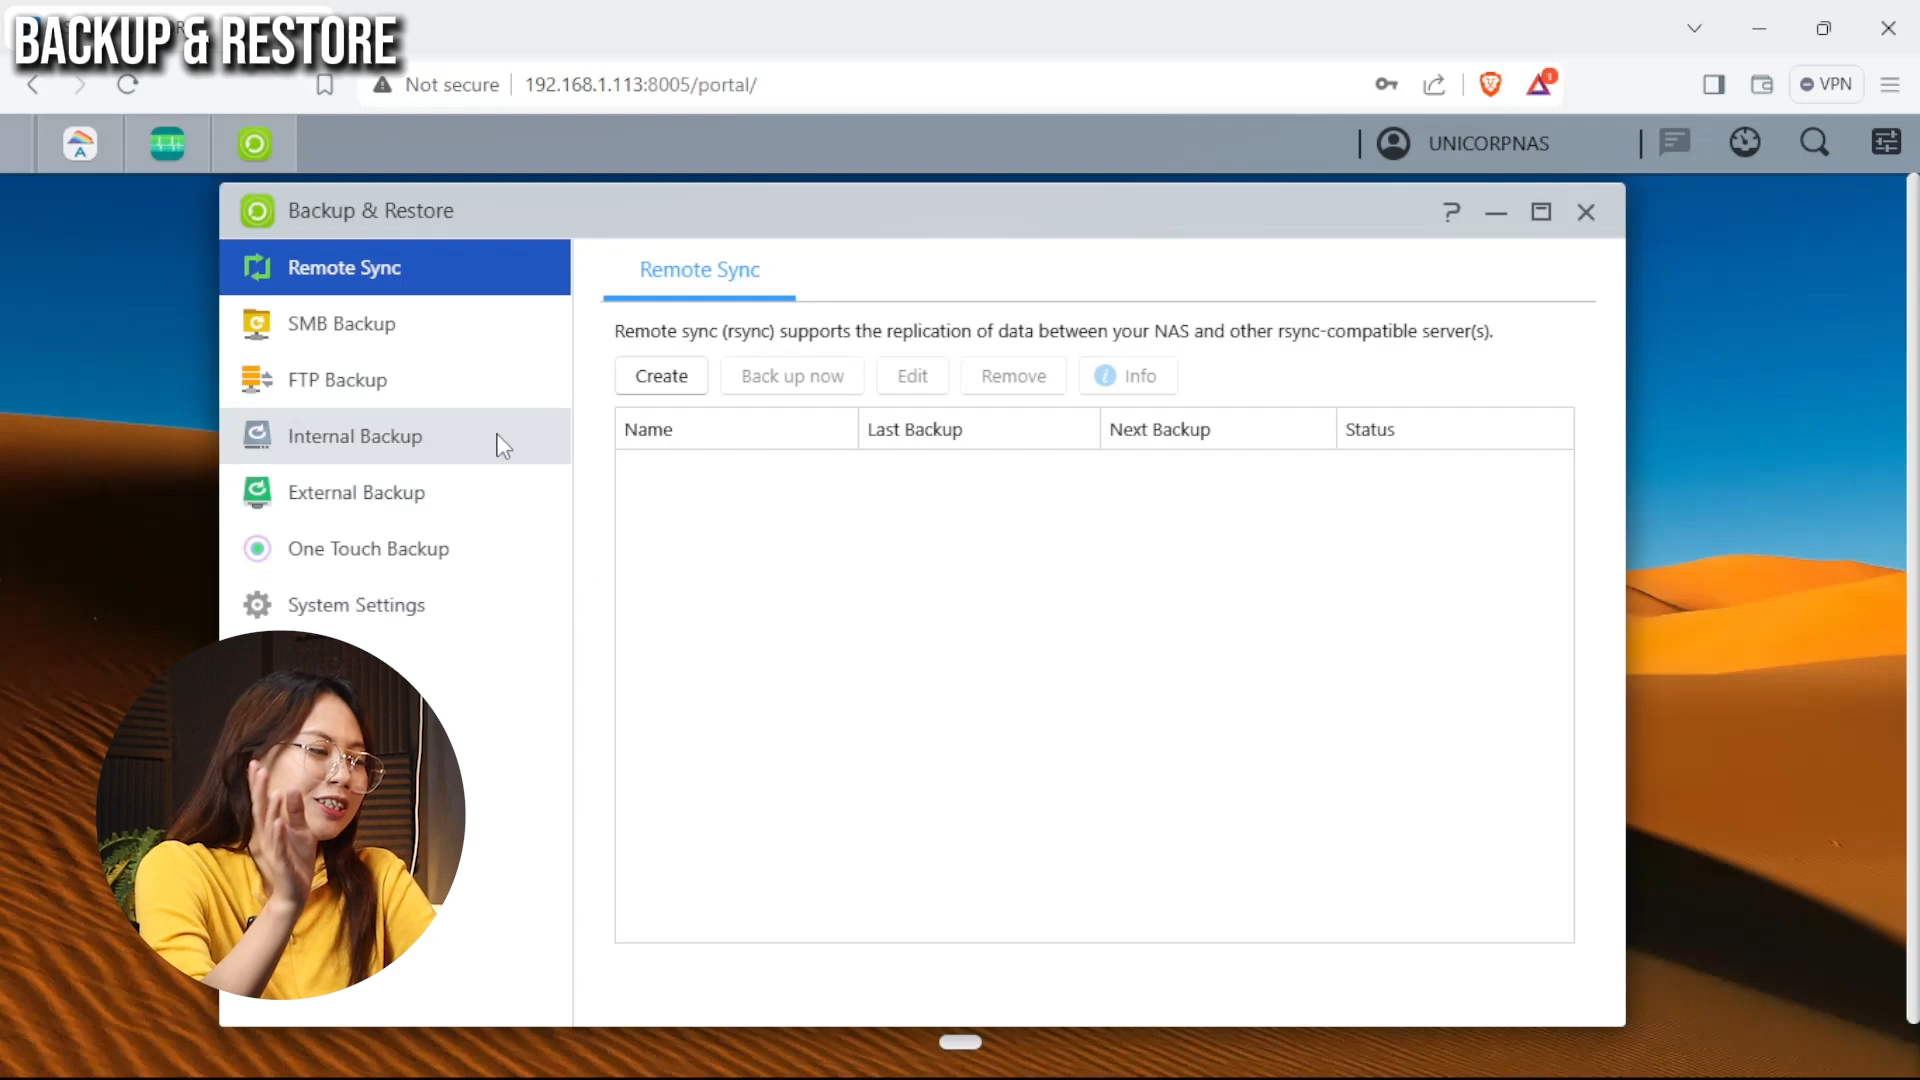 BACKUP & RESTORE
Not secure
192.168.1.113:8005/portal/
1
VPN
UNICORPNAS
Backup & Restore
Remote Sync
SMB Backup
FTP Backup
Internal Backup
External Backup
One Touch Backup
System Settings
Remote Sync
Remote sync (rsync) supports the replication of data between your NAS and other rsync-compatible server(s).
Create
Back up now
Edit
Remove
Info
Name
Last Backup
Next Backup
Status